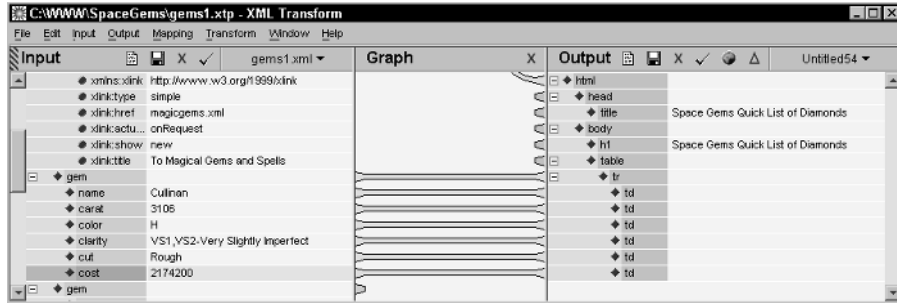 C:\WWW\SpaceGems\gems1.xtp - XML Transform
File Edit Input Output Mapping Transform Window Help
Input gems1.xml Graph X Output Untitled54
xmlns:xlink http://www.w3.org/1999/xlink
xlink:type simple
xlink:href magicgems.xml
xlink:actu... onRequest
xlink:show new
xlink:title To Magical Gems and Spells
gem
name Cullinan
carat 3106
color H
clarity VS1,VS2-Very Slightly Imperfect
cut Rough
cost 2174200
gem
html
head
title Space Gems Quick List of Diamonds
body
h1 Space Gems Quick List of Diamonds
table
tr
td
td
td
td
td
td